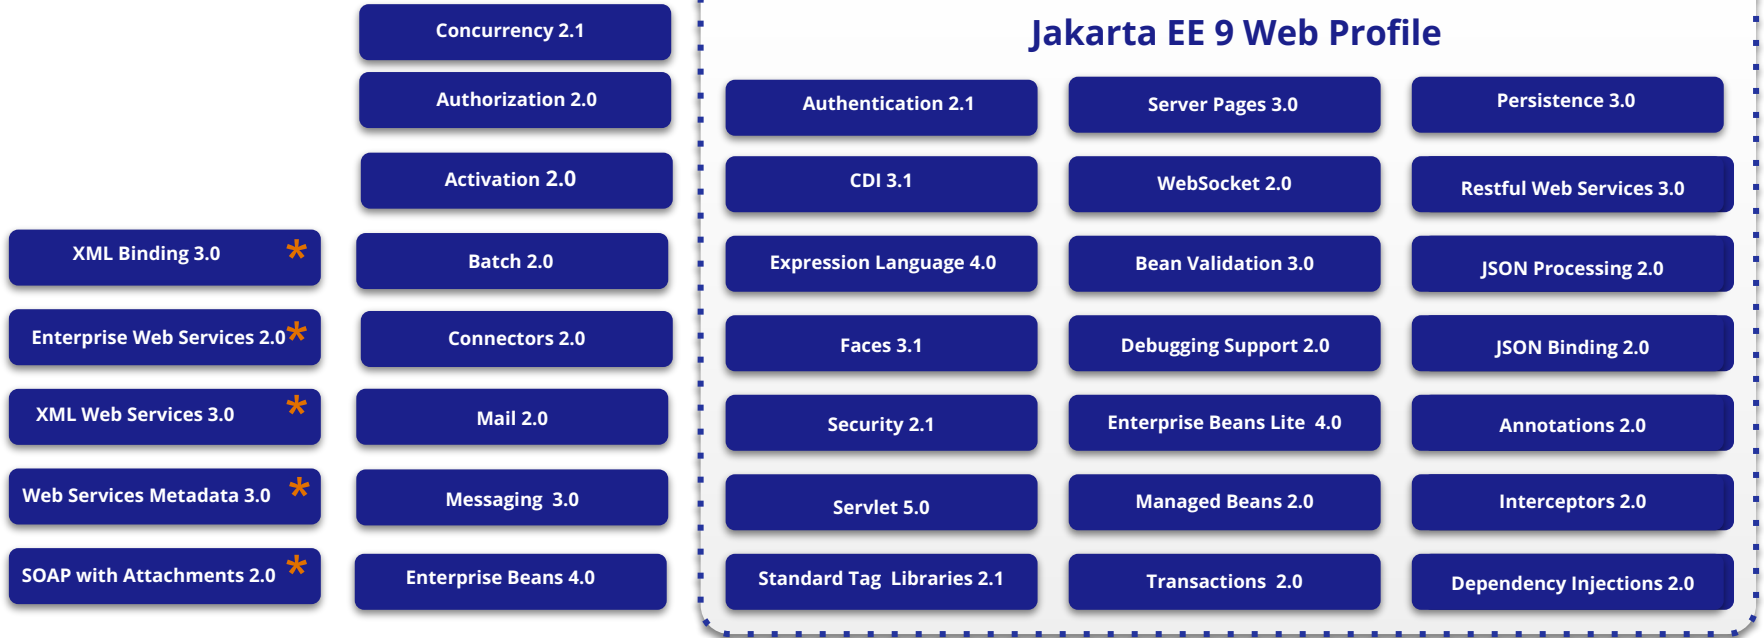 Concurrency 2.1
Authorization 2.0
Activation 2.0
XML Binding 3.0 *
Batch 2.0
Enterprise Web Services 2.0 *
Connectors 2.0
XML Web Services 3.0 *
Mail 2.0
Web Services Metadata 3.0 *
Messaging 3.0
SOAP with Attachments 2.0 *
Enterprise Beans 4.0
Jakarta EE 9 Web Profile
Authentication 2.1
Server Pages 3.0
Persistence 3.0
CDI 3.1
WebSocket 2.0
Restful Web Services 3.0
Expression Language 4.0
Bean Validation 3.0
JSON Processing 2.0
Faces 3.1
Debugging Support 2.0
JSON Binding 2.0
Security 2.1
Enterprise Beans Lite 4.0
Annotations 2.0
Servlet 5.0
Managed Beans 2.0
Interceptors 2.0
Standard Tag Libraries 2.1
Transactions 2.0
Dependency Injections 2.0